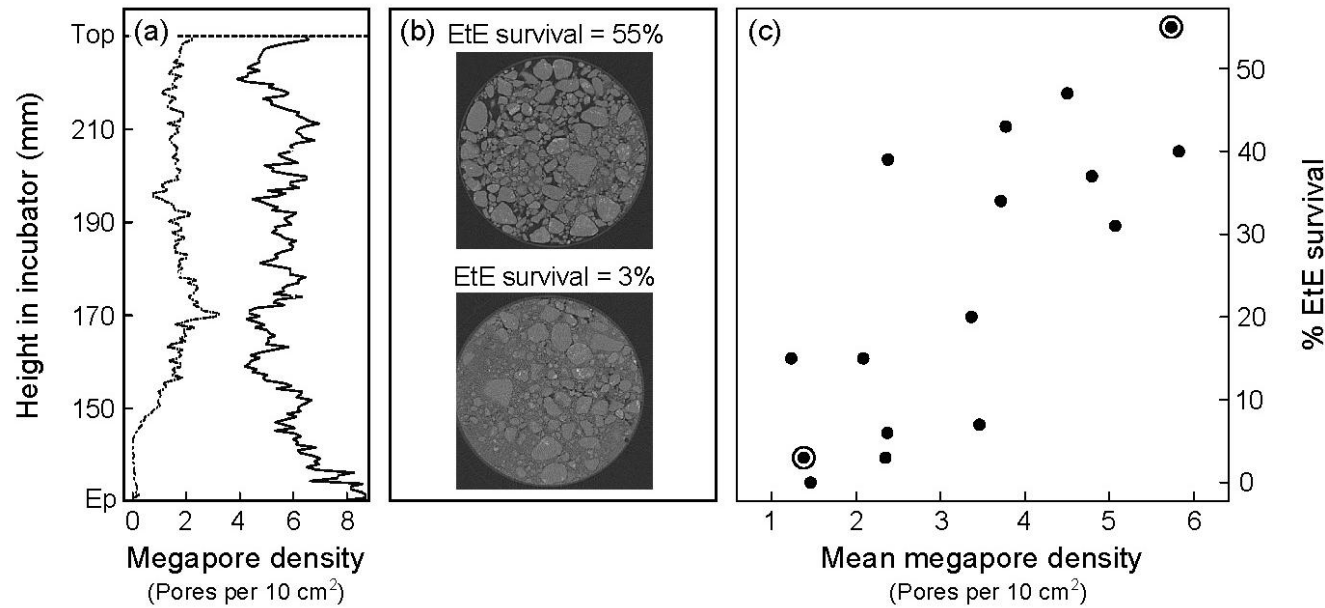 (a)
Top
210
190
170
150
Ep
Height in incubator (mm)
0 2 4 6 8
Megapore density
(Pores per 10 cm²)
(b)
EtE survival = 55%
EtE survival = 3%
(c)
50
40
30
20
10
0
% EtE survival
1 2 3 4 5 6
Mean megapore density
(Pores per 10 cm²)